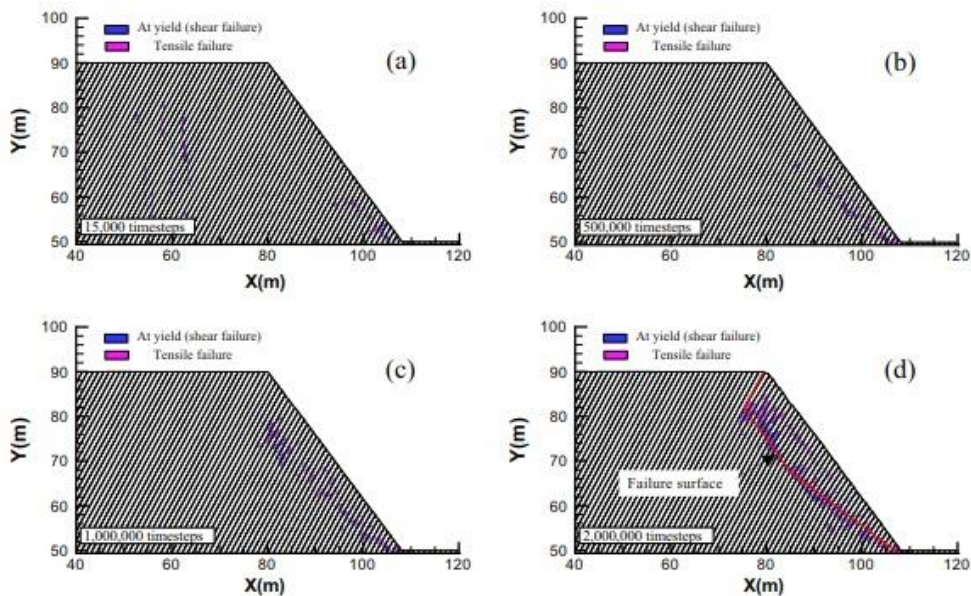 100
At yield (shear failure)
Tensile failure
(a)
90
80
Y(m)
70
60
15,000 timesteps
50
40 60 80 100 120
X(m)
100
At yield (shear failure)
Tensile failure
(b)
90
80
Y(m)
70
60
500,000 timesteps
50
40 60 80 100 120
X(m)
100
At yield (shear failure)
Tensile failure
(c)
90
80
Y(m)
70
60
1,000,000 timesteps
50
40 60 80 100 120
X(m)
100
At yield (shear failure)
Tensile failure
(d)
90
80
Y(m)
70
Failure surface
60
2,000,000 timesteps
50
40 60 80 100 120
X(m)